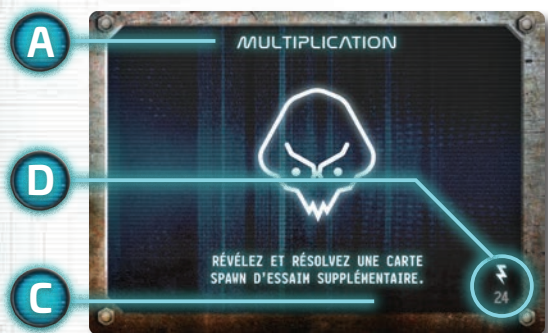 A
MULTIPLICATION
D
RÉVÉLEZ ET RÉSOLVEZ UNE CARTE
SPAWN D'ESSAIM SUPPLÉMENTAIRE.
C
24